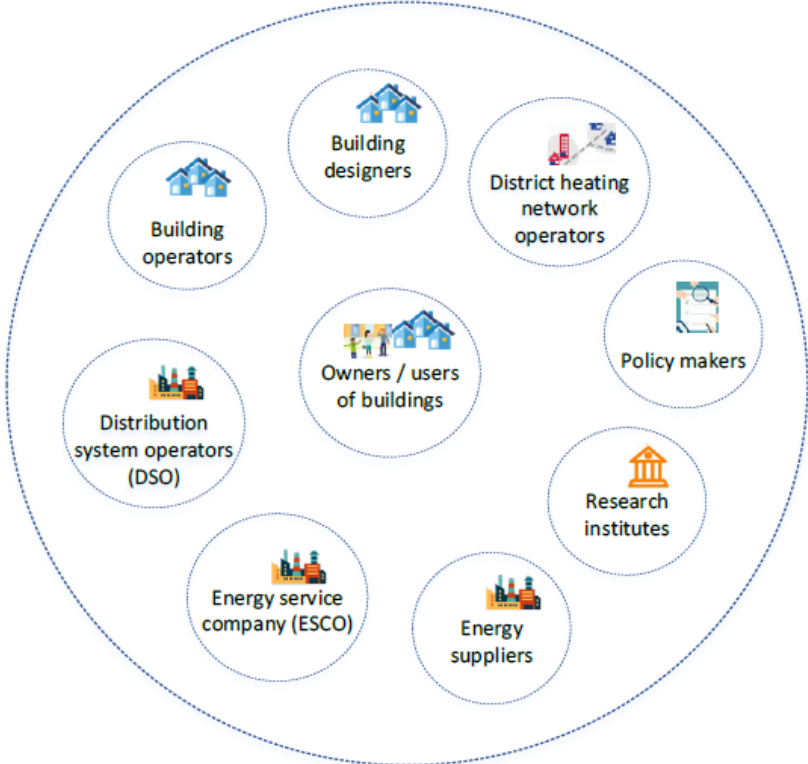 Building
designers
District heating
network
operators
Building
operators
Policy makers
Owners / users
of buildings
Distribution
system operators
(DSO)
Research
institutes
Energy service
company (ESCO)
Energy
suppliers